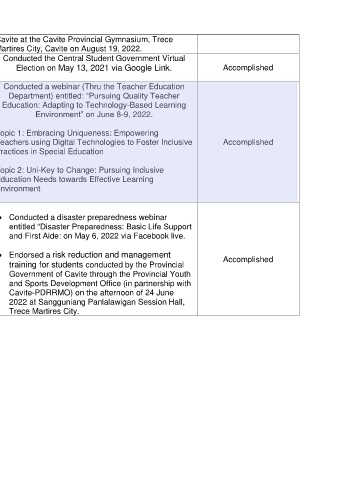 Cavite at the Cavite Provincial Gymnasium, Trece
Martires City, Cavite on August 19, 2022.
Conducted the Central Student Government Virtual
Election on May 13, 2021 via Google Link.
Accomplished
Conducted a webinar (Thru the Teacher Education
Department) entitled: “Pursuing Quality Teacher
Education: Adapting to Technology-Based Learning
Environment” on June 8-9, 2022.
Topic 1: Embracing Uniqueness: Empowering
Teachers using Digital Technologies to Foster Inclusive
Practices in Special Education
Topic 2: Uni-Key to Change: Pursuing Inclusive
Education Needs towards Effective Learning
Environment
Accomplished
• Conducted a disaster preparedness webinar
entitled “Disaster Preparedness: Basic Life Support
and First Aide: on May 6, 2022 via Facebook live.
• Endorsed a risk reduction and management
training for students conducted by the Provincial
Government of Cavite through the Provincial Youth
and Sports Development Office (in partnership with
Cavite-PDRRMO) on the afternoon of 24 June
2022 at Sangguniang Panlalawigan Session Hall,
Trece Martires City.
Accomplished